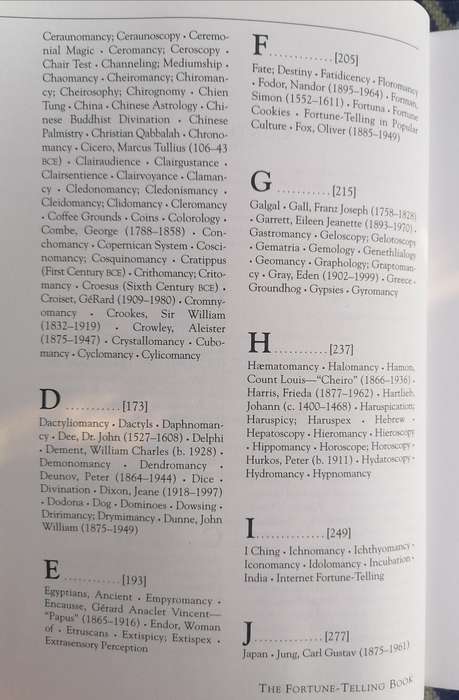 Ceraunomancy; Ceraunoscopy • Ceremo-
nial Magic • Ceromancy; Ceroscopy •
Chair Test • Channeling; Mediumship •
Chaomancy • Cheiromancy; Chiroman-
cy; Cheirosophy; Chirognomy • Chien
Tung • China • Chinese Astrology • Chi-
nese Buddhist Divination • Chinese
Palmistry • Christian Qabbalah • Chrono-
mancy • Cicero, Marcus Tullius (106–43
BCE) • Clairaudience • Clairgustance •
Clairsentience • Clairvoyance • Claman-
cy • Cledonomancy; Cledonismancy •
Cleidomancy; Clidomancy • Cleromancy
• Coffee Grounds • Coins • Colorology •
Combe, George (1788–1858) • Con-
chomancy • Copernican System • Cosci-
nomancy; Cosquinomancy • Cratippus
(First Century BCE) • Crithomancy; Crito-
mancy • Croesus (Sixth Century BCE) •
Croiset, GéRard (1909–1980) • Cromny-
omancy • Crookes, Sir William
(1832–1919) • Crowley, Aleister
(1875–1947) • Crystallomancy • Cubo-
mancy • Cyclomancy • Cylicomancy
D ...........[173]
Dactyliomancy • Dactyls • Daphnoman-
cy • Dee, Dr. John (1527–1608) • Delphi
• Dement, William Charles (b. 1928) •
Demonomancy • Dendromancy •
Deunov, Peter (1864–1944) • Dice •
Divination • Dixon, Jeane (1918–1997)
• Dodona • Dog • Dominoes • Dowsing •
Dririmancy; Drymimancy • Dunne, John
William (1875–1949)
E ...........[193]
Egyptians, Ancient • Empyromancy •
Encausse, Gérard Anaclet Vincent—
"Papus" (1865–1916) • Endor, Woman
of • Etruscans • Extispicy; Extispex •
Extrasensory Perception
F .............[205]
Fate; Destiny • Fatidicency • Floromancy
• Fodor, Nandor (1895–1964) • Forman,
Simon (1552–1611) • Fortuna • Fortune
Cookies • Fortune-Telling in Popular
Culture • Fox, Oliver (1885–1949)
G ...........[215]
Galgal • Gall, Franz Joseph (1758–1828)
• Garrett, Eileen Jeanette (1893–1970) •
Gastromancy • Geloscopy; Gelotoscopy
• Gematria • Gemology • Genethlialogy
• Geomancy • Graphology; Graptoman-
cy • Gray, Eden (1902–1999) • Greece •
Groundhog • Gypsies • Gyromancy
H ...........[237]
Hæmatomancy • Halomancy • Hamon,
Count Louis—"Cheiro" (1866–1936) •
Harris, Frieda (1877–1962) • Hartlieb,
Johann (c. 1400–1468) • Haruspication;
Haruspicy; Haruspex • Hebrew •
Hepatoscopy • Hieromancy • Hieroscopy
• Hippomancy • Horoscope; Horoscopy •
Hurkos, Peter (b. 1911) • Hydatoscopy •
Hydromancy • Hypnomancy
I .............[249]
I Ching • Ichnomancy • Ichthyomancy •
Iconomancy • Idolomancy • Incubation •
India • Internet Fortune-Telling
J .............[277]
Japan • Jung, Carl Gustav (1875–1961)
THE FORTUNE-TELLING BOOK